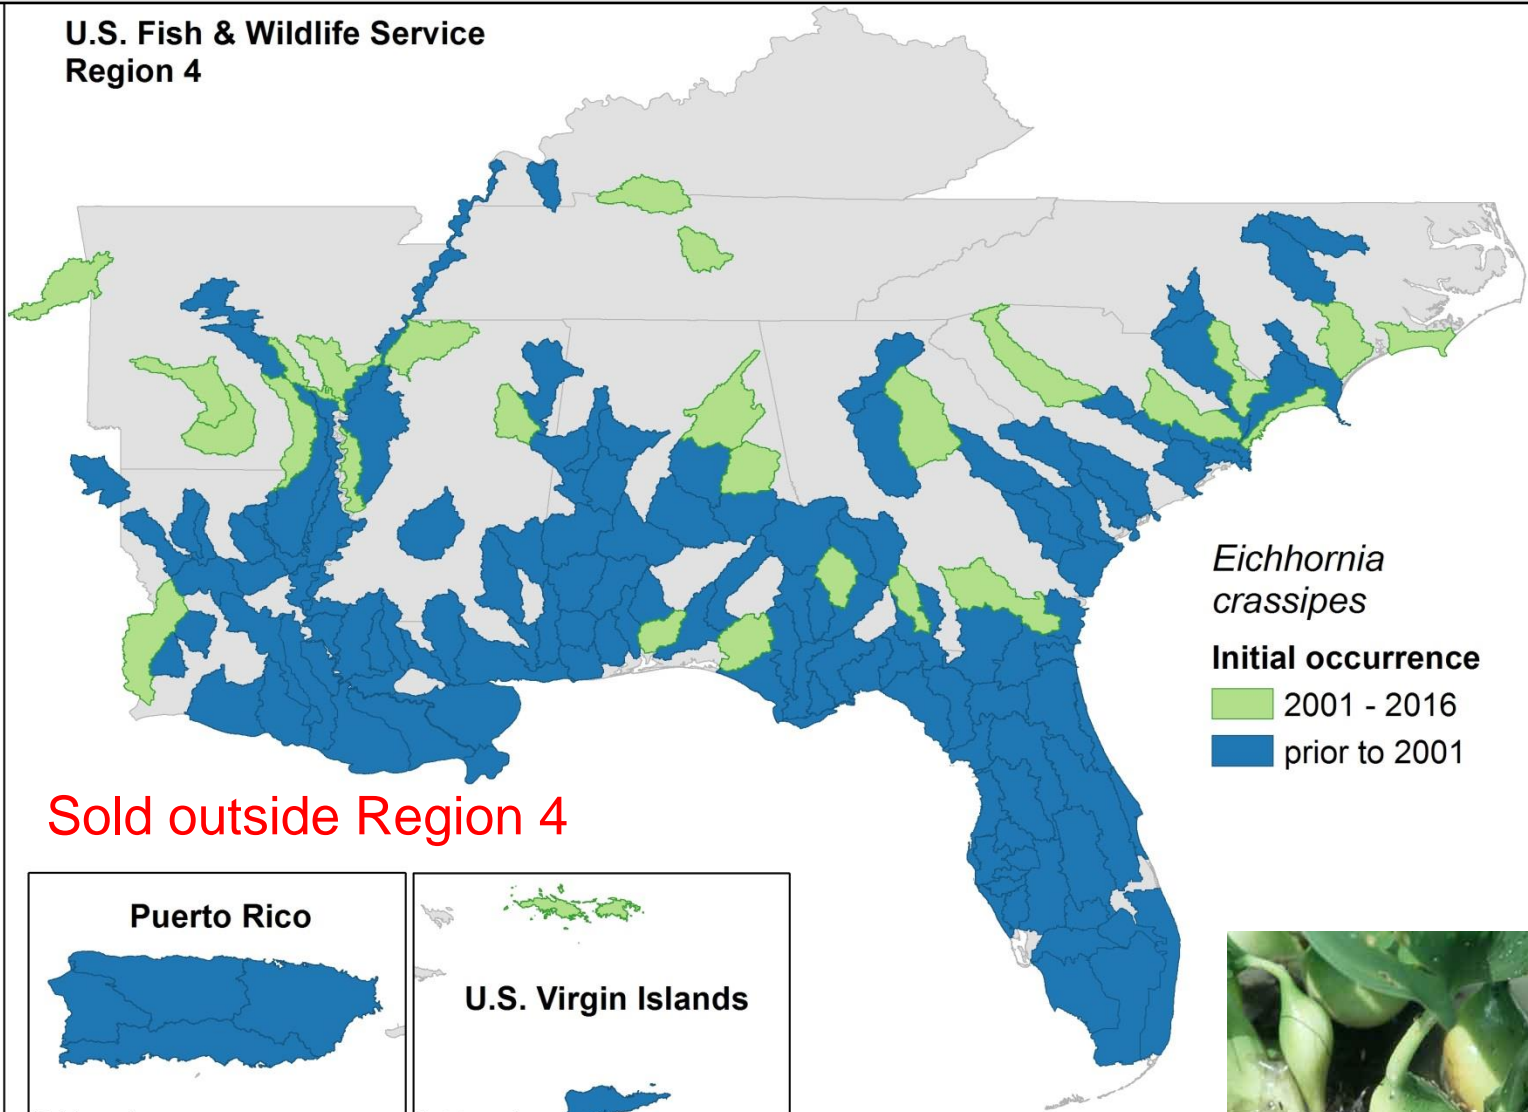 U.S. Fish & Wildlife Service
Region 4
Eichhornia
crassipes
Initial occurrence
2001 - 2016
prior to 2001
Sold outside Region 4
Puerto Rico
U.S. Virgin Islands